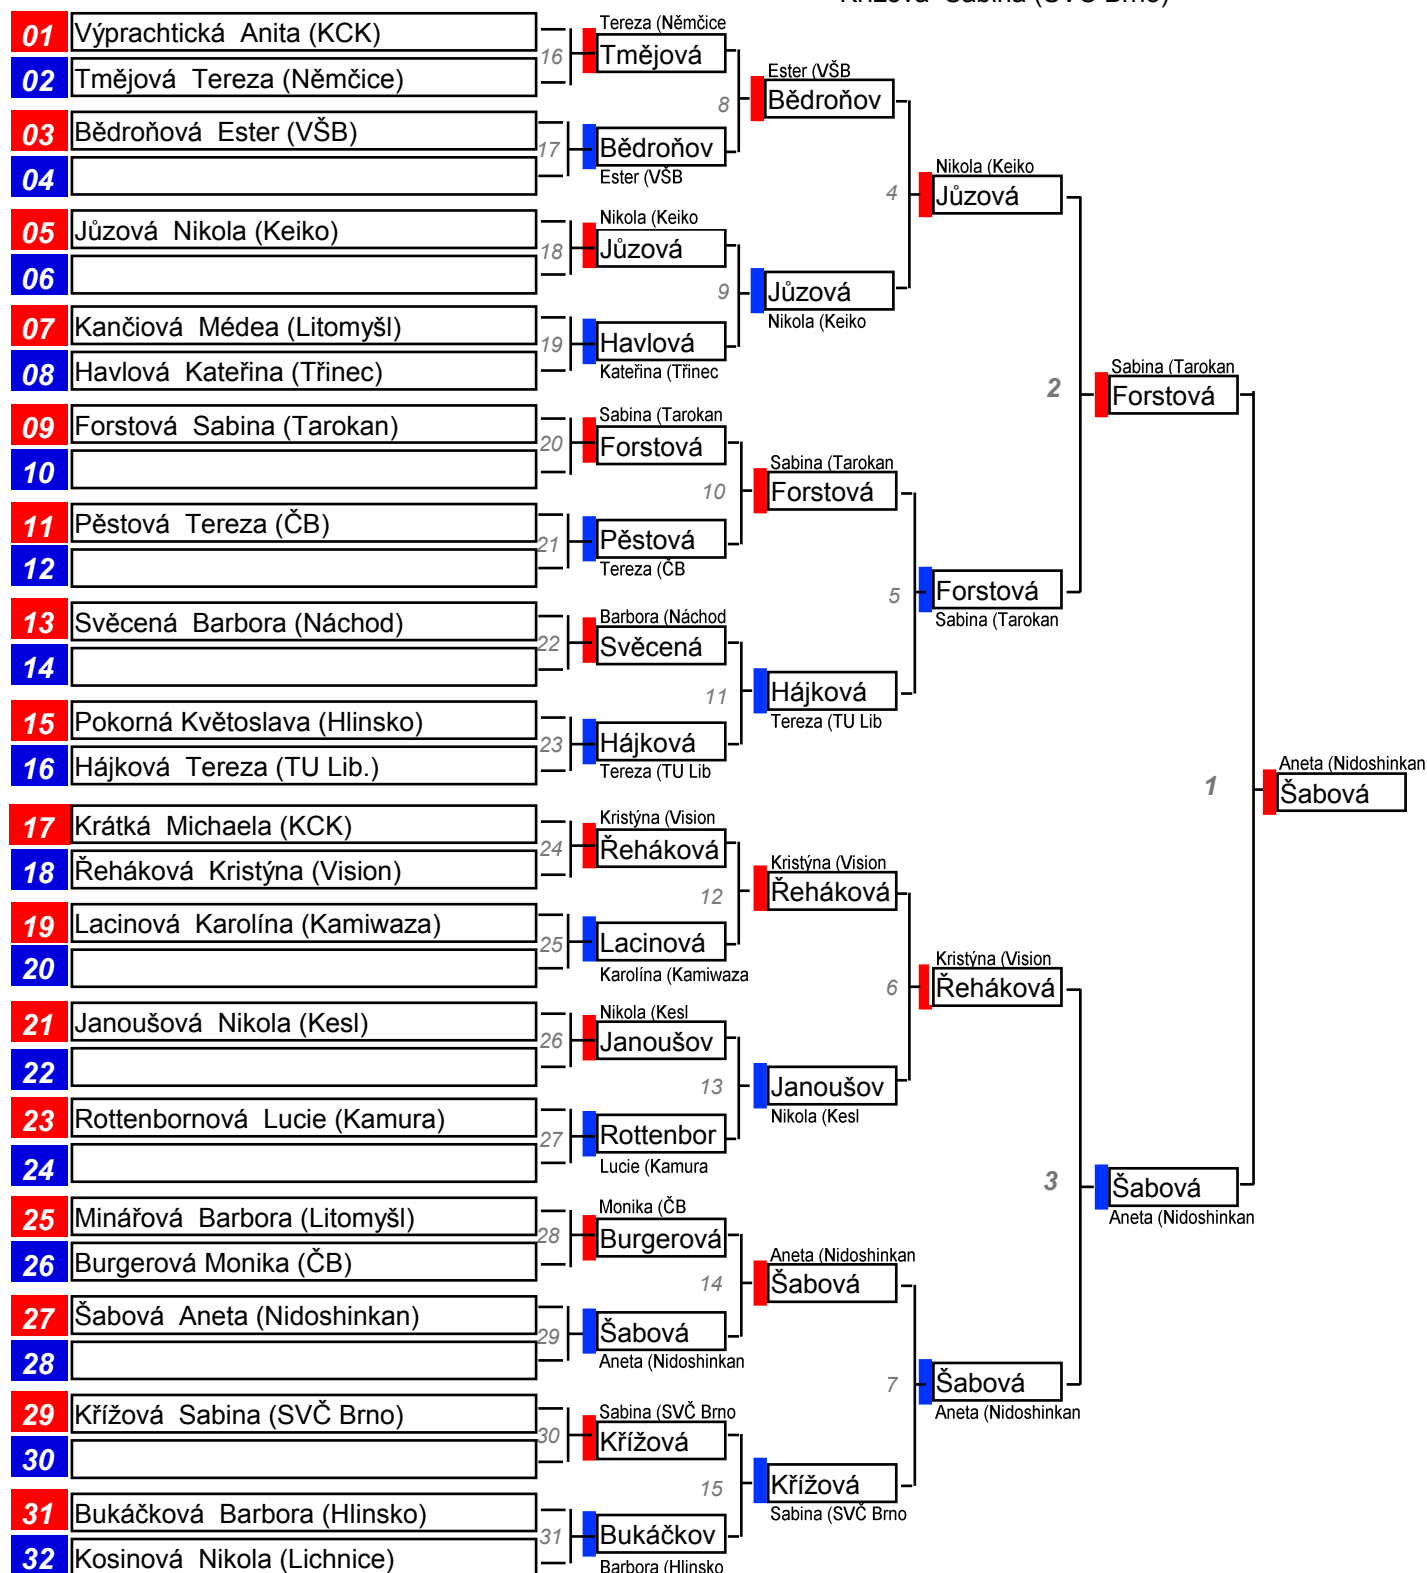 01 Výprachtická Anita (KCK)
02 Tmějová Tereza (Němčice)
03 Bědroňová Ester (VŠB)
04
05 Jůzová Nikola (Keiko)
06
07 Kančiová Médea (Litomyšl)
08 Havlová Kateřina (Třinec)
09 Forstová Sabina (Tarokan)
10
11 Pěstová Tereza (ČB)
12
13 Svěcená Barbora (Náchod)
14
15 Pokorná Květoslava (Hlinsko)
16 Hájková Tereza (TU Lib.)
17 Krátká Michaela (KCK)
18 Řeháková Kristýna (Vision)
19 Lacinová Karolína (Kamiwaza)
20
21 Janoušová Nikola (Kesl)
22
23 Rottenbornová Lucie (Kamura)
24
25 Minářová Barbora (Litomyšl)
26 Burgerová Monika (ČB)
27 Šabová Aneta (Nidoshinkan)
28
29 Křížová Sabina (SVČ Brno)
30
31 Bukáčková Barbora (Hlinsko)
32 Kosinová Nikola (Lichnice)
16
17
18
19
20
21
22
23
24
25
26
27
28
29
30
31
Tereza (Němčice
Tmějová
Bědroňov
Ester (VŠB
Nikola (Keiko
Jůzová
Havlová
Kateřina (Třinec
Sabina (Tarokan
Forstová
Pěstová
Tereza (ČB
Barbora (Náchod
Svěcená
Hájková
Tereza (TU Lib
Kristýna (Vision
Řeháková
Lacinová
Karolína (Kamiwaza
Nikola (Kesl
Janoušov
Rottenbor
Lucie (Kamura
Monika (ČB
Burgerová
Šabová
Aneta (Nidoshinkan
Sabina (SVČ Brno
Křížová
Bukáčkov
Barbora (Hlinsko
8
9
10
11
12
13
14
15
Ester (VŠB
Bědroňov
Jůzová
Nikola (Keiko
Sabina (Tarokan
Forstová
Hájková
Tereza (TU Lib
Kristýna (Vision
Řeháková
Janoušov
Nikola (Kesl
Aneta (Nidoshinkan
Šabová
Křížová
Sabina (SVČ Brno
4
5
6
7
Nikola (Keiko
Jůzová
Forstová
Sabina (Tarokan
Kristýna (Vision
Řeháková
Šabová
Aneta (Nidoshinkan
2
3
Sabina (Tarokan
Forstová
Šabová
Aneta (Nidoshinkan
1
Aneta (Nidoshinkan
Šabová